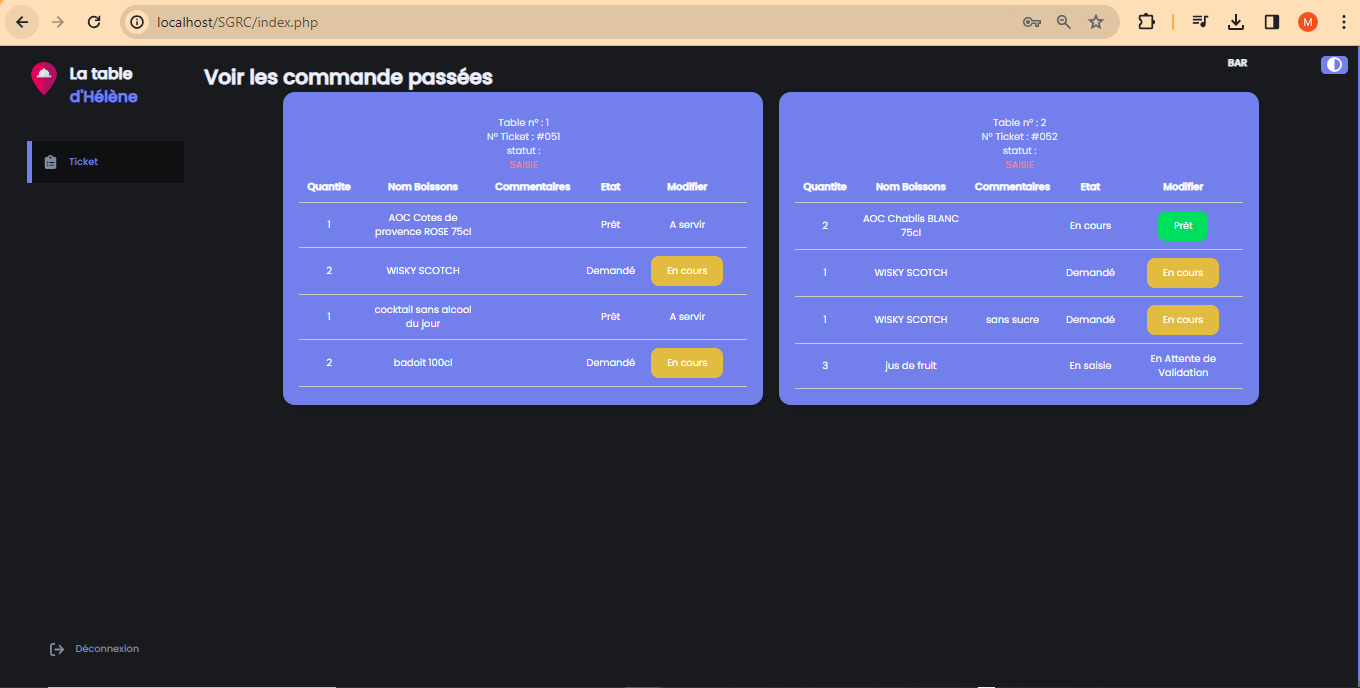 localhost/SGRC/index.php
M
La table
d'Hélène
Voir les commande passées
BAR
Ticket
Table n° : 1
N° Ticket : #051
statut :
SAISIE
Quantite Nom Boissons Commentaires Etat Modifier
1 AOC Cotes de provence ROSE 75cl Prêt A servir
2 WISKY SCOTCH Demandé En cours
1 cocktail sans alcool du jour Prêt A servir
2 badoit 100cl Demandé En cours
Table n° : 2
N° Ticket : #052
statut :
SAISIE
Quantite Nom Boissons Commentaires Etat Modifier
2 AOC Chablis BLANC 75cl En cours Prêt
1 WISKY SCOTCH Demandé En cours
1 WISKY SCOTCH sans sucre Demandé En cours
3 jus de fruit En saisie En Attente de Validation
Déconnexion